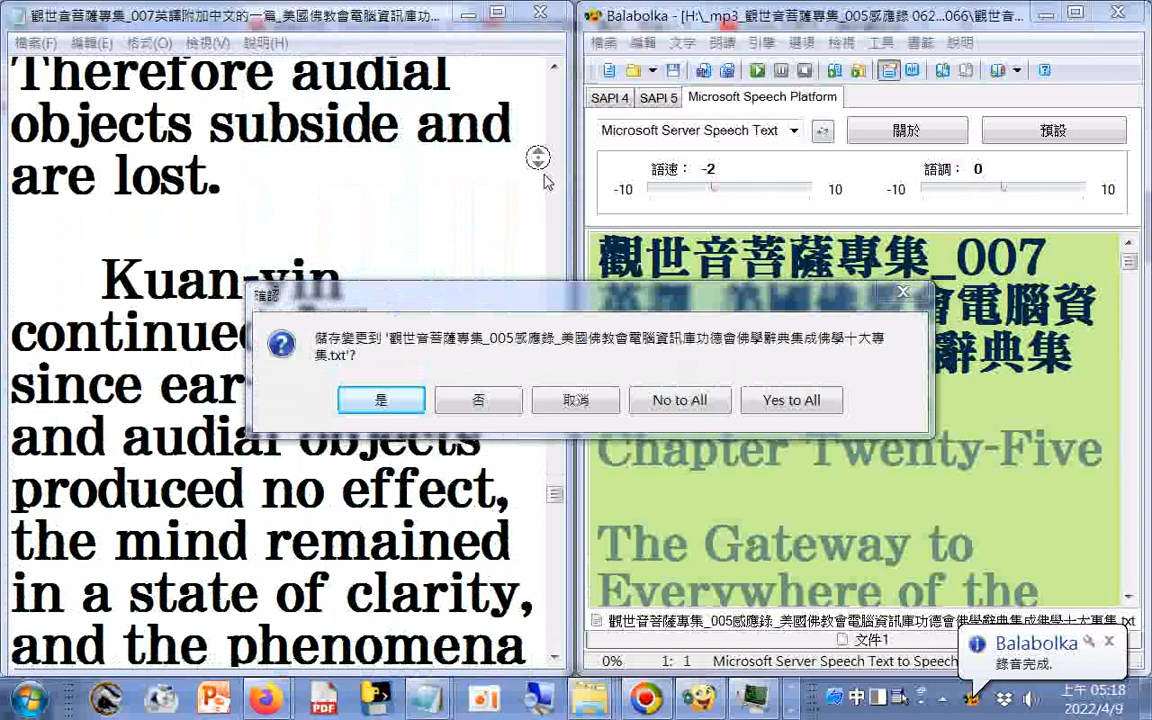 觀世音菩薩專集_007英譯附加中文的一篇_美國佛教會電腦資訊庫功...
檔案(F) 編輯(E) 格式(O) 檢視(V) 說明(H)
Therefore audial
objects subside and
are lost.
Kuan-yin
continued
since ear
and audial objects
produced no effect,
the mind remained
in a state of clarity,
and the phenomena
Balabolka - [H:\_mp3_觀世音菩薩專集_005感應錄 062...066\觀世音...
檔案 編輯 文字 朗讀 引擎 選項 檢視 工具 書籤 說明
SAPI 4 SAPI 5 Microsoft Speech Platform
Microsoft Server Speech Text 關於 預設
語速: -2 語調: 0
-10 10 -10 10
觀世音菩薩專集_007
英譯_美國佛教會電腦資
辭典集
Chapter Twenty-Five
The Gateway to
Everywhere of the
觀世音菩薩專集_005感應錄_美國佛教會電腦資訊庫功德會佛學辭典集成佛學十大專集.txt
文件1
0% 1: 1 Microsoft Server Speech Text to Speech
確認
儲存變更到 '觀世音菩薩專集_005感應錄_美國佛教會電腦資訊庫功德會佛學辭典集成佛學十大專
集.txt'?
是 否 取消 No to All Yes to All
Balabolka
錄音完成.
中
上午 05:18
2022/4/9